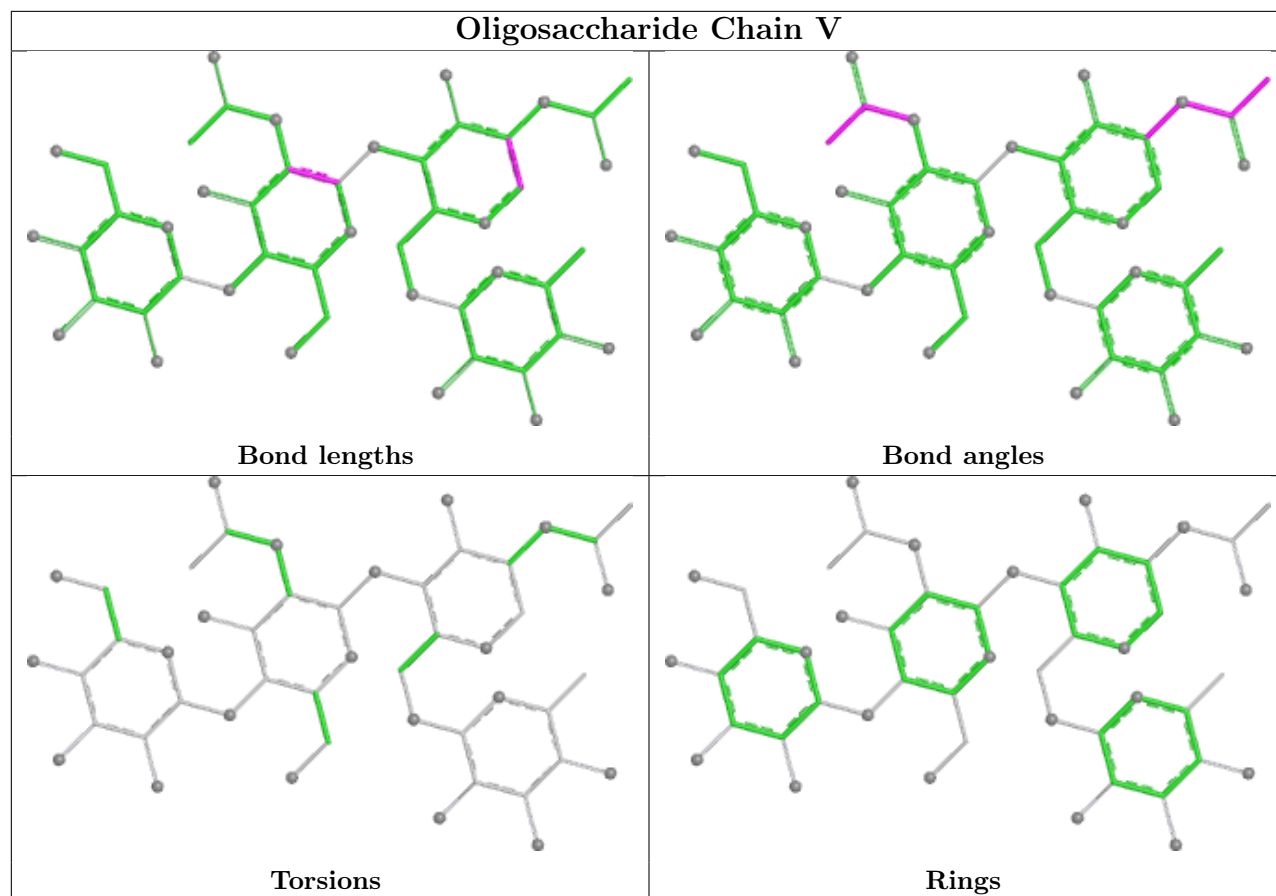 Oligosaccharide Chain V
Bond lengths
Bond angles
Torsions
Rings